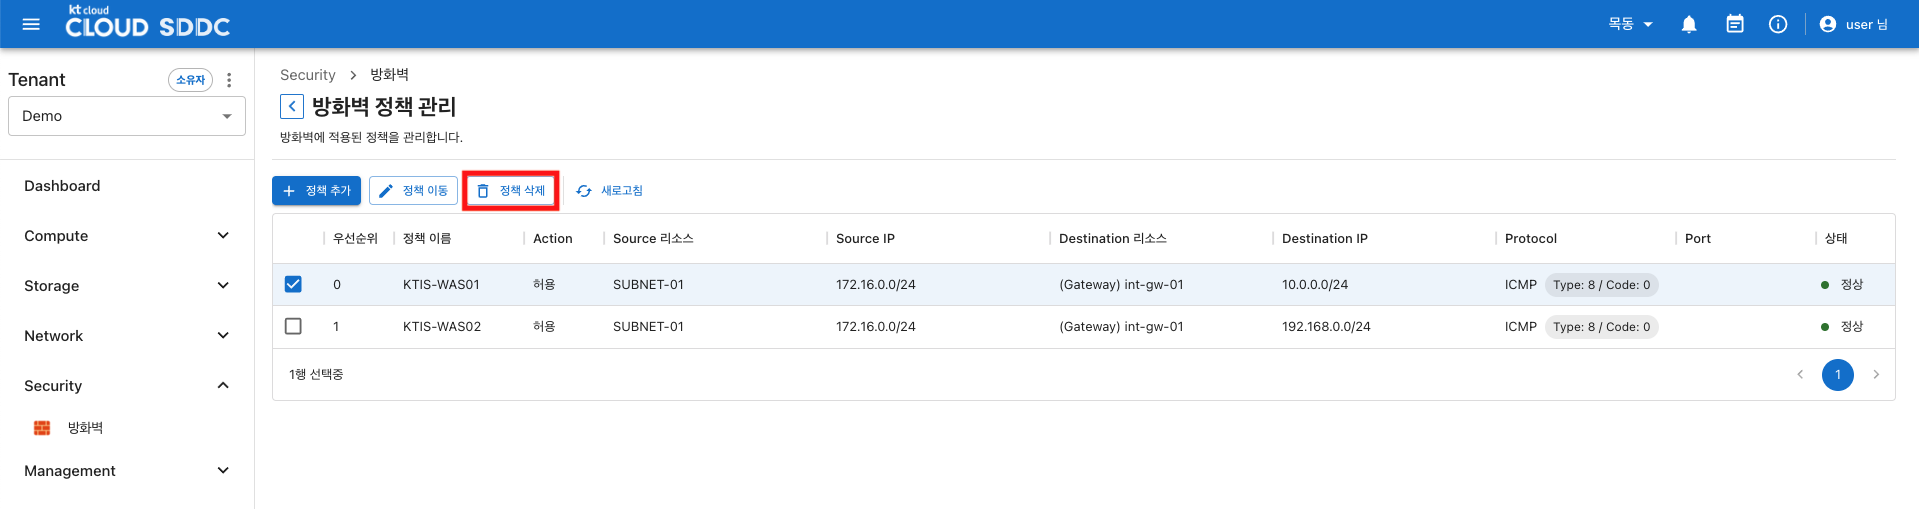 kt cloud
CLOUD SDDC
목동
user 님
Tenant
소유자
Demo
Dashboard
Compute
Storage
Network
Security
방화벽
Management
Security > 방화벽
방화벽 정책 관리
방화벽에 적용된 정책을 관리합니다.
정책 추가 정책 이동 정책 삭제 새로고침
우선순위 정책 이름 Action Source 리소스 Source IP Destination 리소스 Destination IP Protocol Port 상태
0 KTIS-WAS01 허용 SUBNET-01 172.16.0.0/24 (Gateway) int-gw-01 10.0.0.0/24 ICMP Type: 8 / Code: 0 정상
1 KTIS-WAS02 허용 SUBNET-01 172.16.0.0/24 (Gateway) int-gw-01 192.168.0.0/24 ICMP Type: 8 / Code: 0 정상
1행 선택중
1